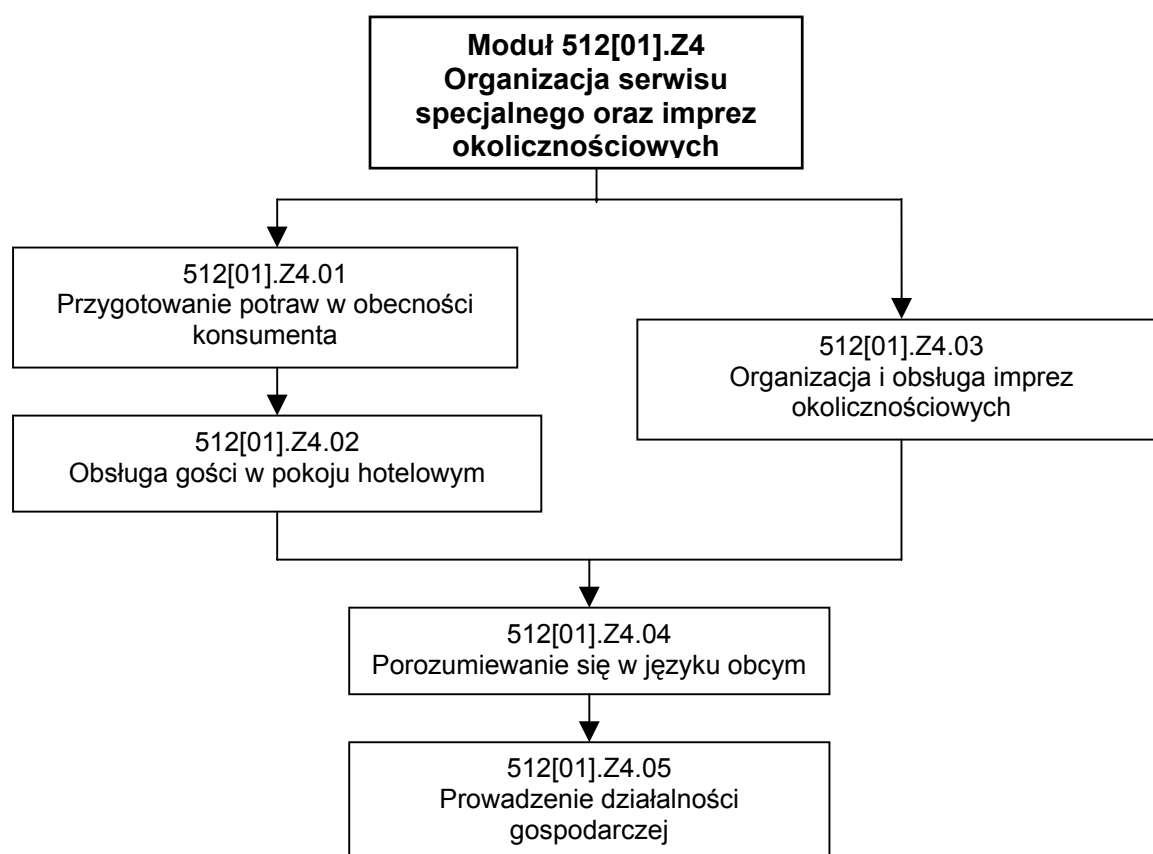 Moduł 512[01].Z4
Organizacja serwisu
specjalnego oraz imprez
okolicznościowych
512[01].Z4.01
Przygotowanie potraw w obecności
konsumenta
512[01].Z4.03
Organizacja i obsługa imprez
okolicznościowych
512[01].Z4.02
Obsługa gości w pokoju hotelowym
512[01].Z4.04
Porozumiewanie się w języku obcym
512[01].Z4.05
Prowadzenie działalności
gospodarczej